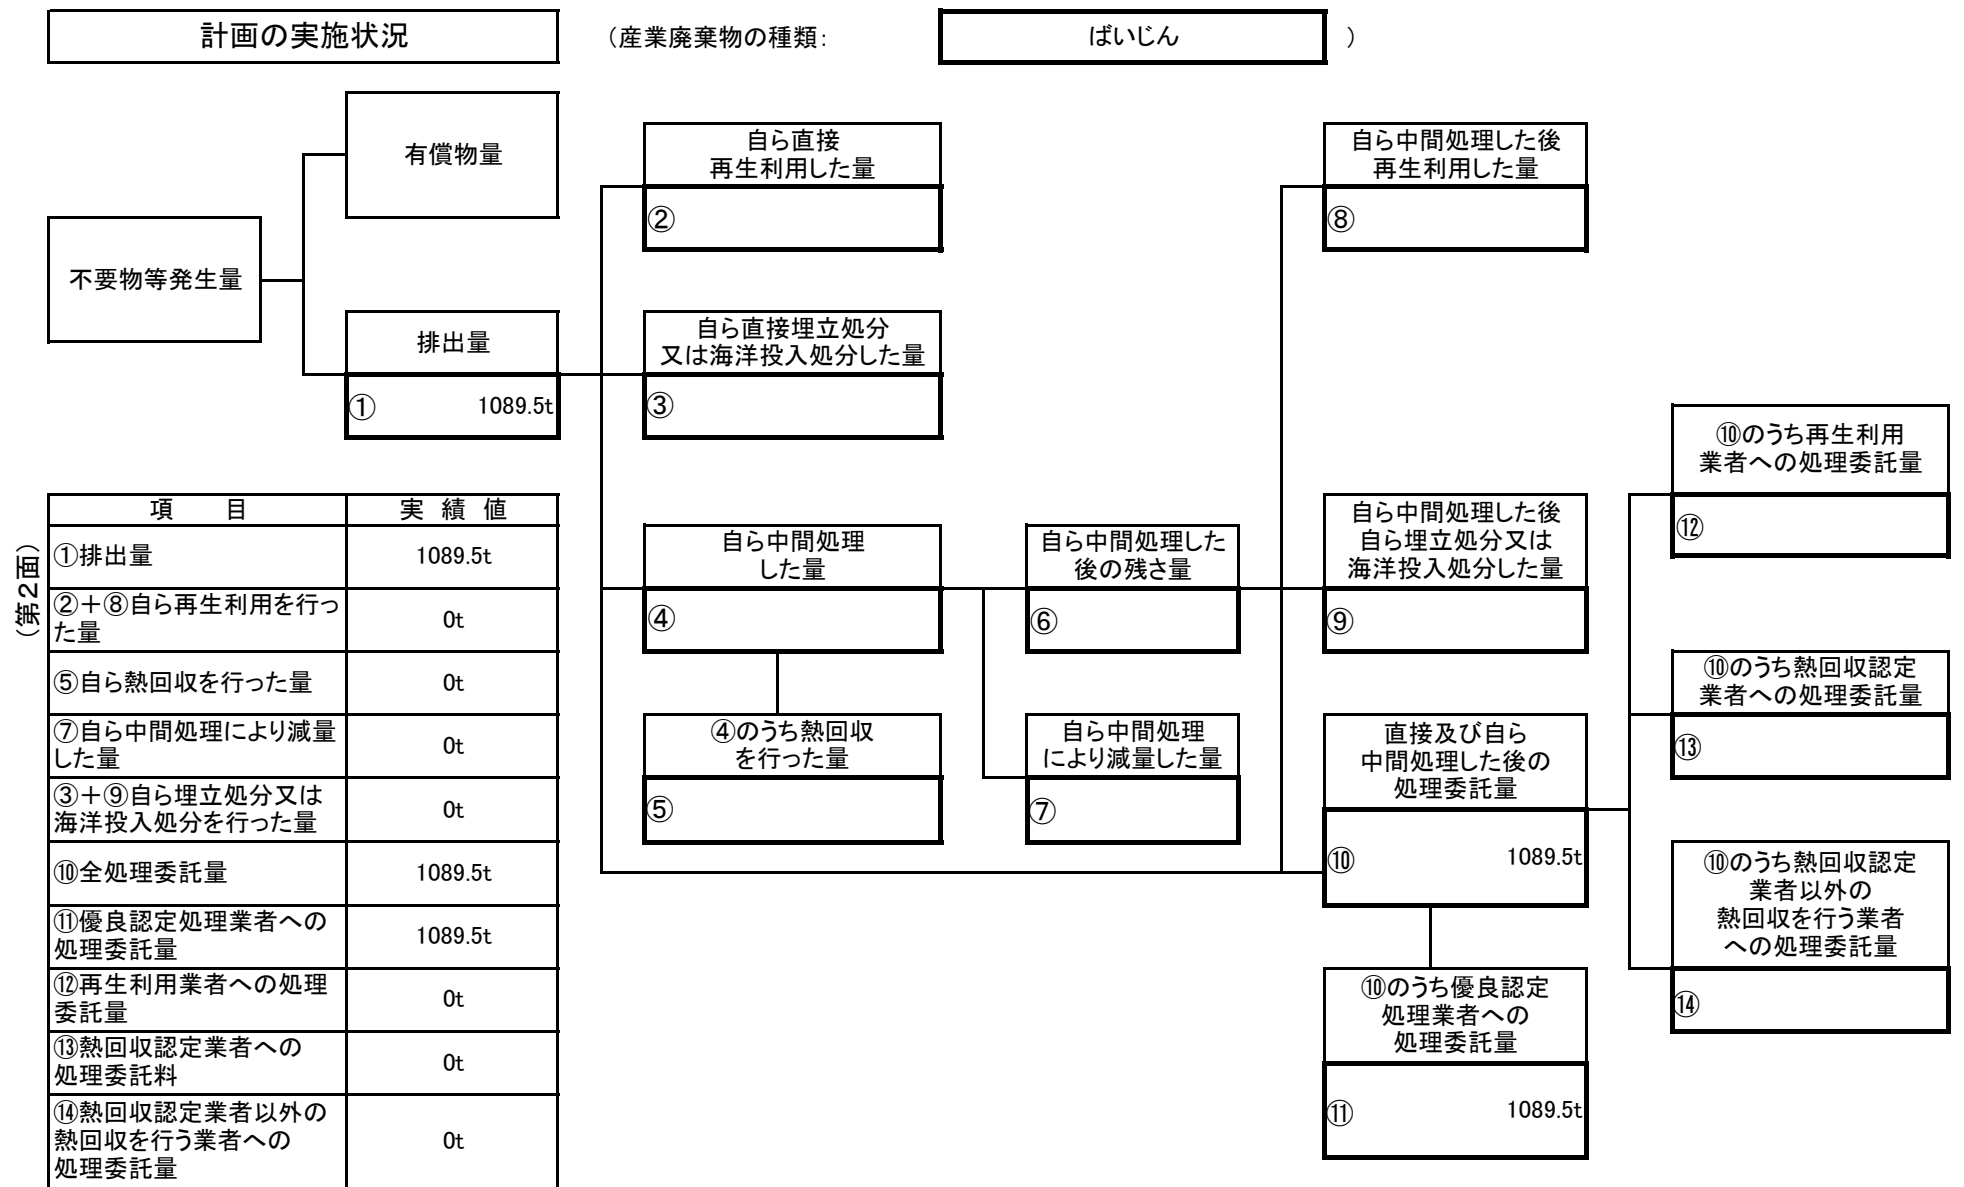 計画の実施状況
（産業廃棄物の種類：
ばいじん
）
有償物量
不要物等発生量
排出量
① 1089.5t
自ら直接
再生利用した量
②
自ら直接埋立処分
又は海洋投入処分した量
③
自ら中間処理した後
再生利用した量
⑧
（第２面）
項　　目
実　績　値
①排出量
1089.5t
②＋⑧自ら再生利用を行っ
た量
0t
⑤自ら熱回収を行った量
0t
⑦自ら中間処理により減量
した量
0t
③＋⑨自ら埋立処分又は
海洋投入処分を行った量
0t
⑩全処理委託量
1089.5t
⑪優良認定処理業者への
処理委託量
1089.5t
⑫再生利用業者への処理
委託量
0t
⑬熱回収認定業者への
処理委託料
0t
⑭熱回収認定業者以外の
熱回収を行う業者への
処理委託量
0t
自ら中間処理
した量
④
④のうち熱回収
を行った量
⑤
自ら中間処理した
後の残さ量
⑥
自ら中間処理
により減量した量
⑦
自ら中間処理した後
自ら埋立処分又は
海洋投入処分した量
⑨
直接及び自ら
中間処理した後の
処理委託量
⑩ 1089.5t
⑩のうち優良認定
処理業者への
処理委託量
⑪ 1089.5t
⑩のうち再生利用
業者への処理委託量
⑫
⑩のうち熱回収認定
業者への処理委託量
⑬
⑩のうち熱回収認定
業者以外の
熱回収を行う業者
への処理委託量
⑭